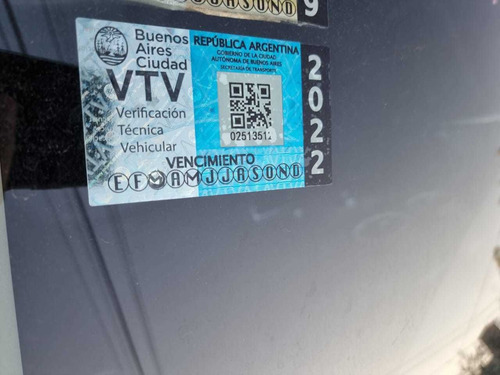 9
Buenos
Aires
Ciudad
VTV
Verificación
Técnica
Vehicular
REPÚBLICA ARGENTINA
GOBIERNO DE LA CIUDAD
AUTÓNOMA DE BUENOS AIRES
SECRETARÍA DE TRANSPORTE
02513512
VENCIMIENTO
E F M A M J J A S O N D
2022